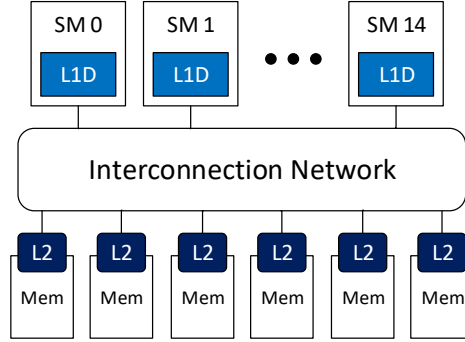 SM 0 SM 1 SM 14
L1D L1D L1D
Interconnection Network
L2 L2 L2 L2 L2 L2
Mem Mem Mem Mem Mem Mem